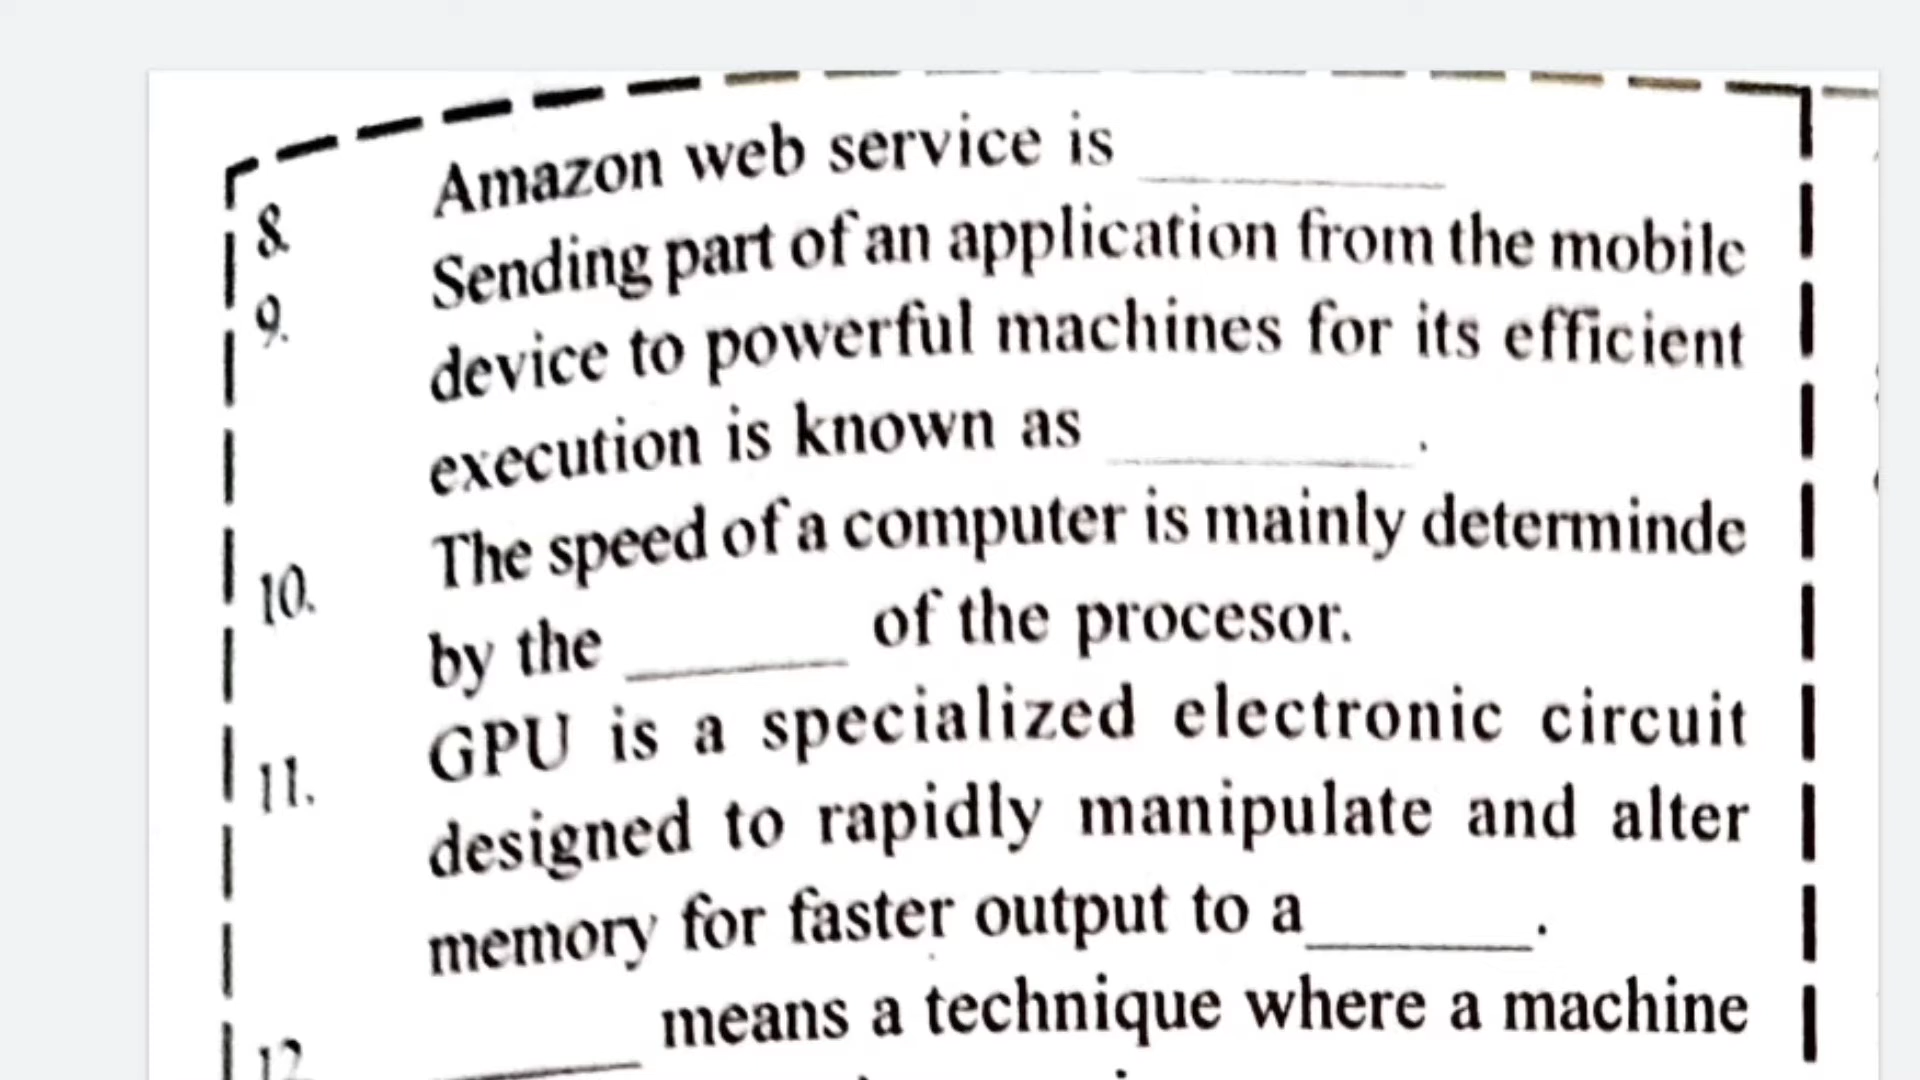 8. Amazon web service is ________
9. Sending part of an application from the mobile
device to powerful machines for its efficient
execution is known as ________.
10. The speed of a computer is mainly determinde
by the ______ of the procesor.
11. GPU is a specialized electronic circuit
designed to rapidly manipulate and alter
memory for faster output to a______.
12. ______ means a technique where a machine